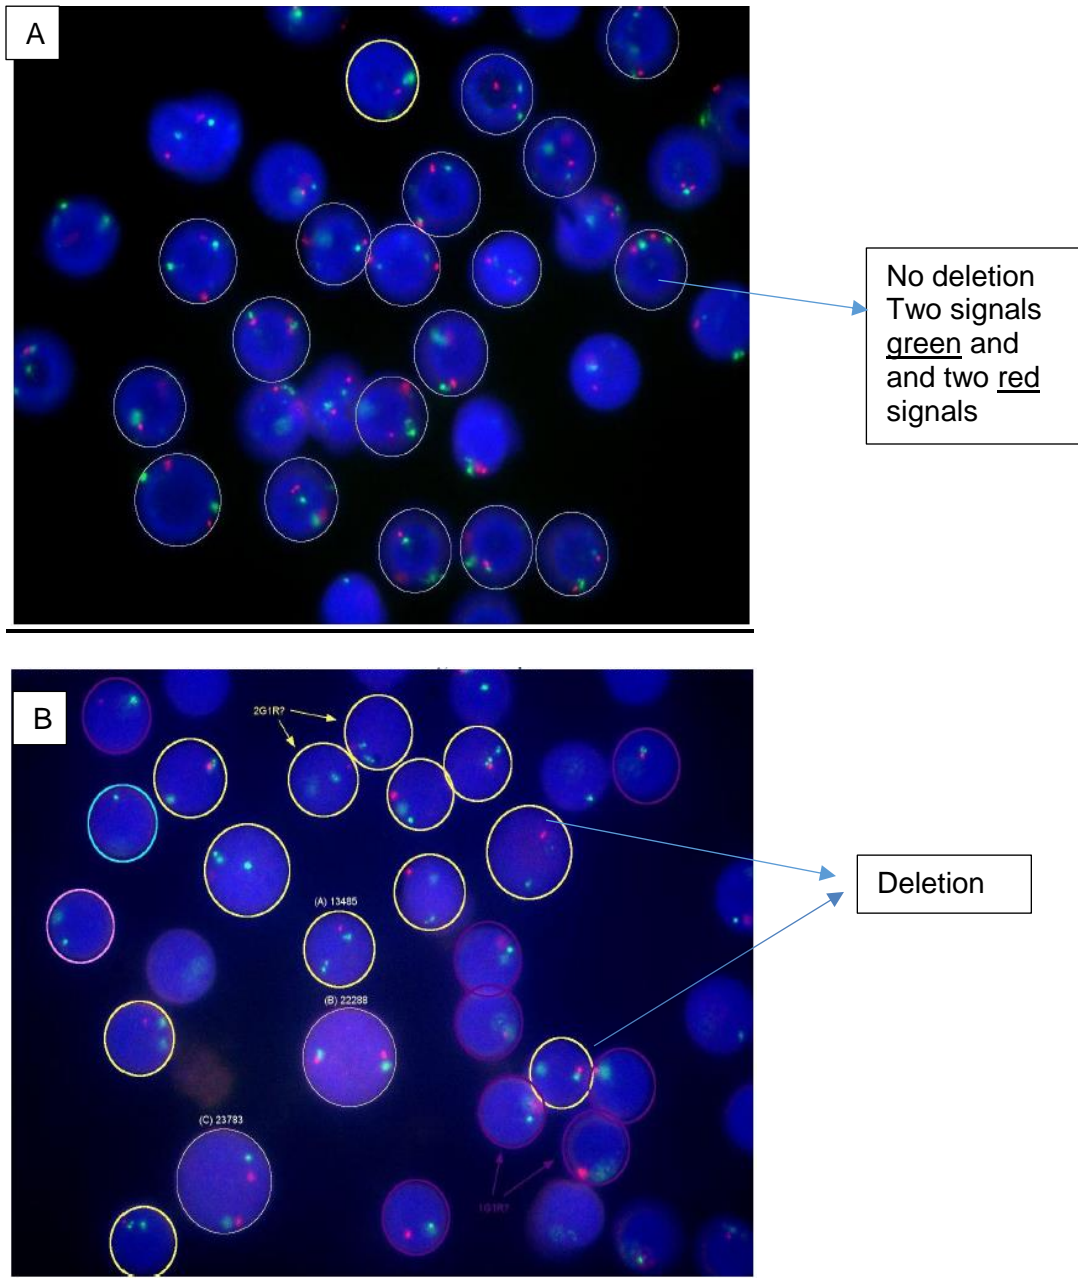 A
No deletion
Two signals
green and
and two red
signals
B
2G1R?
Deletion
(A) 13485
(B) 22288
(C) 23783
1G1R?